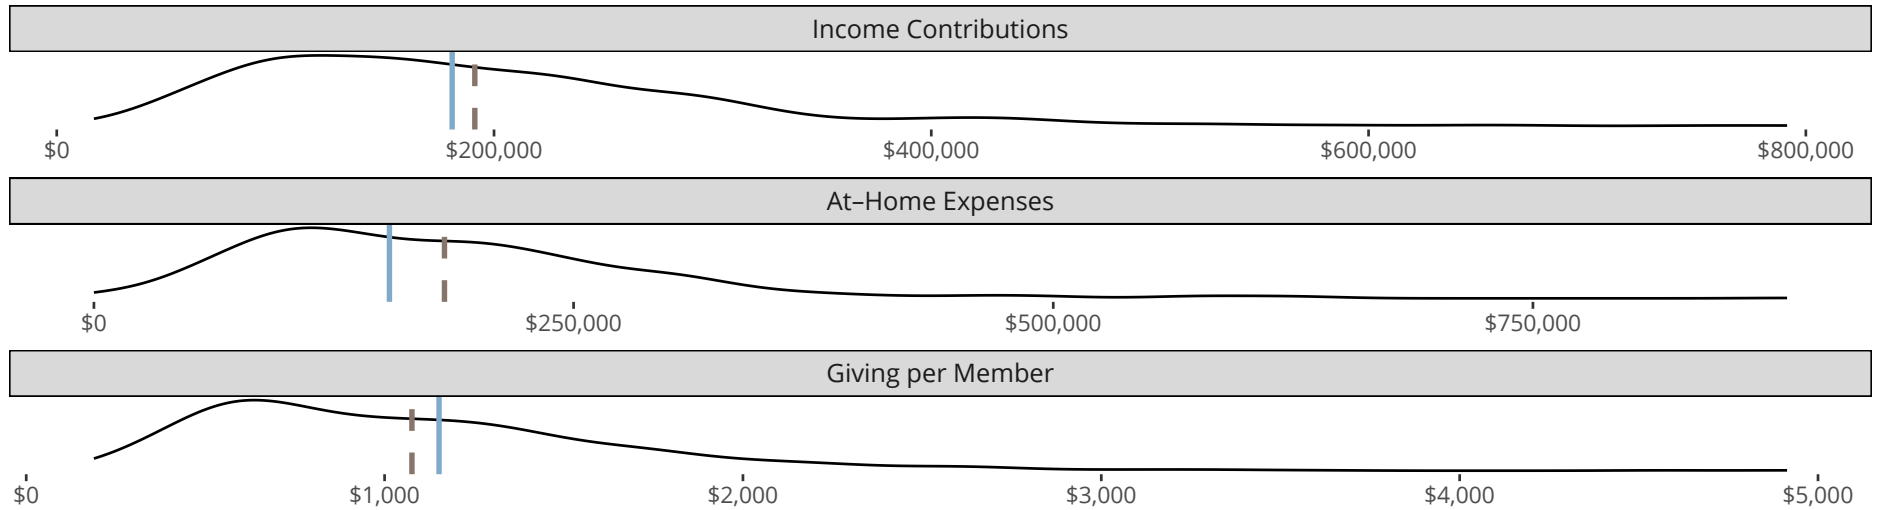 Income Contributions
$0 $200,000 $400,000 $600,000 $800,000
At–Home Expenses
$0 $250,000 $500,000 $750,000
Giving per Member
$0 $1,000 $2,000 $3,000 $4,000 $5,000